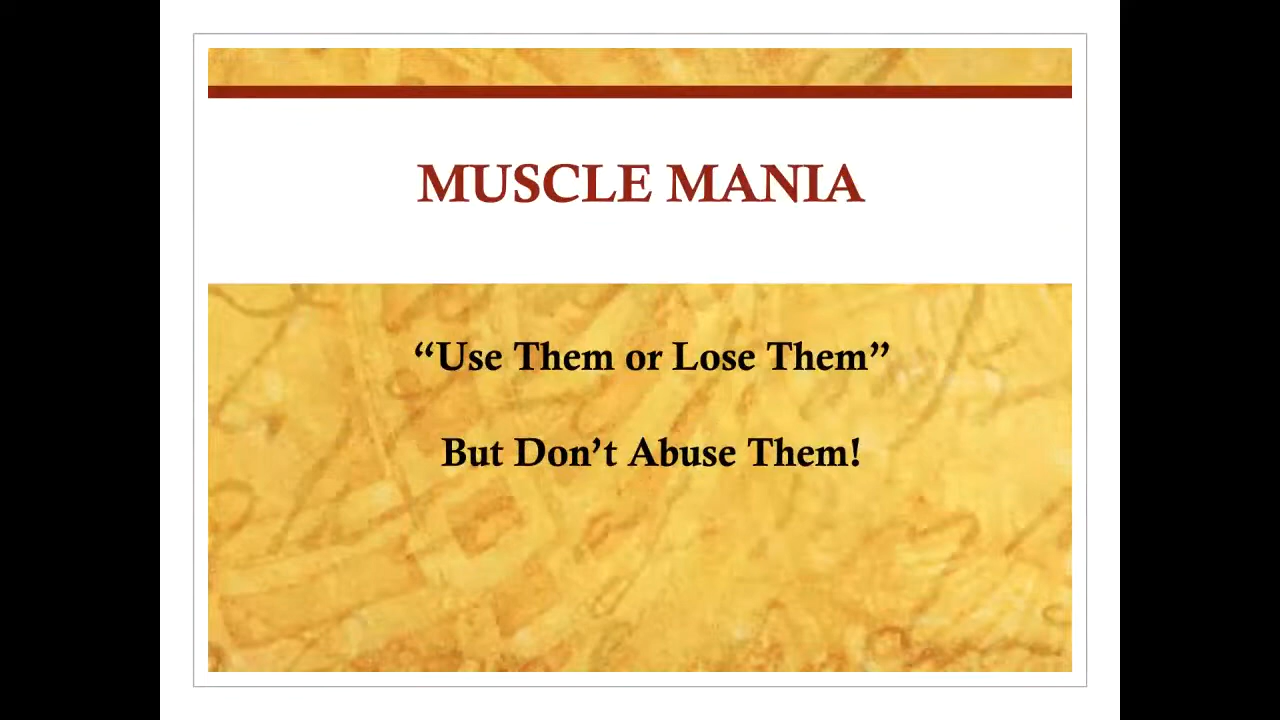 MUSCLE MANIA
“Use Them or Lose Them”
But Don’t Abuse Them!